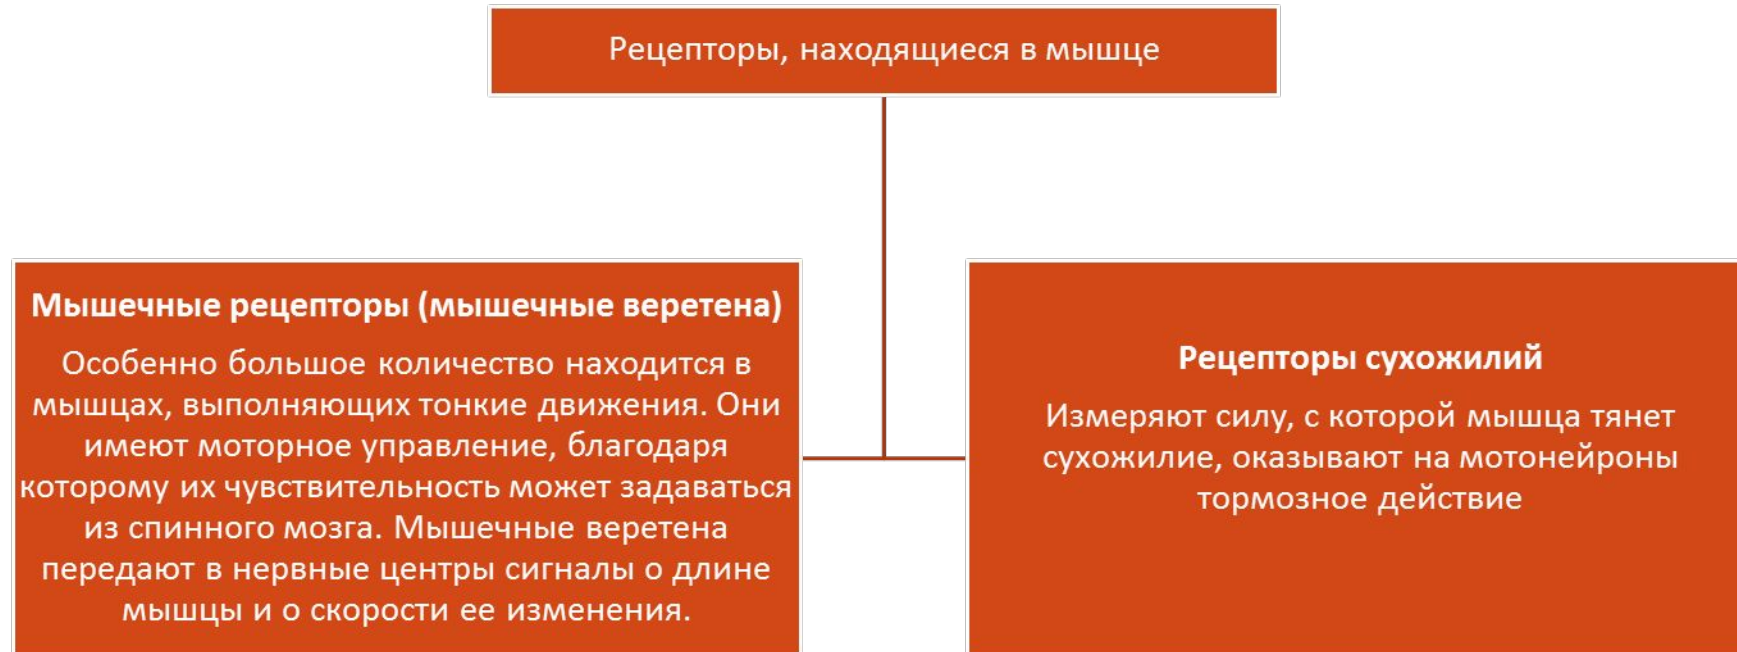 Рецепторы, находящиеся в мышце
Мышечные рецепторы (мышечные веретена)
Особенно большое количество находится в
мышцах, выполняющих тонкие движения. Они
имеют моторное управление, благодаря
которому их чувствительность может задаваться
из спинного мозга. Мышечные веретена
передают в нервные центры сигналы о длине
мышцы и о скорости ее изменения.
Рецепторы сухожилий
Измеряют силу, с которой мышца тянет
сухожилие, оказывают на мотонейроны
тормозное действие